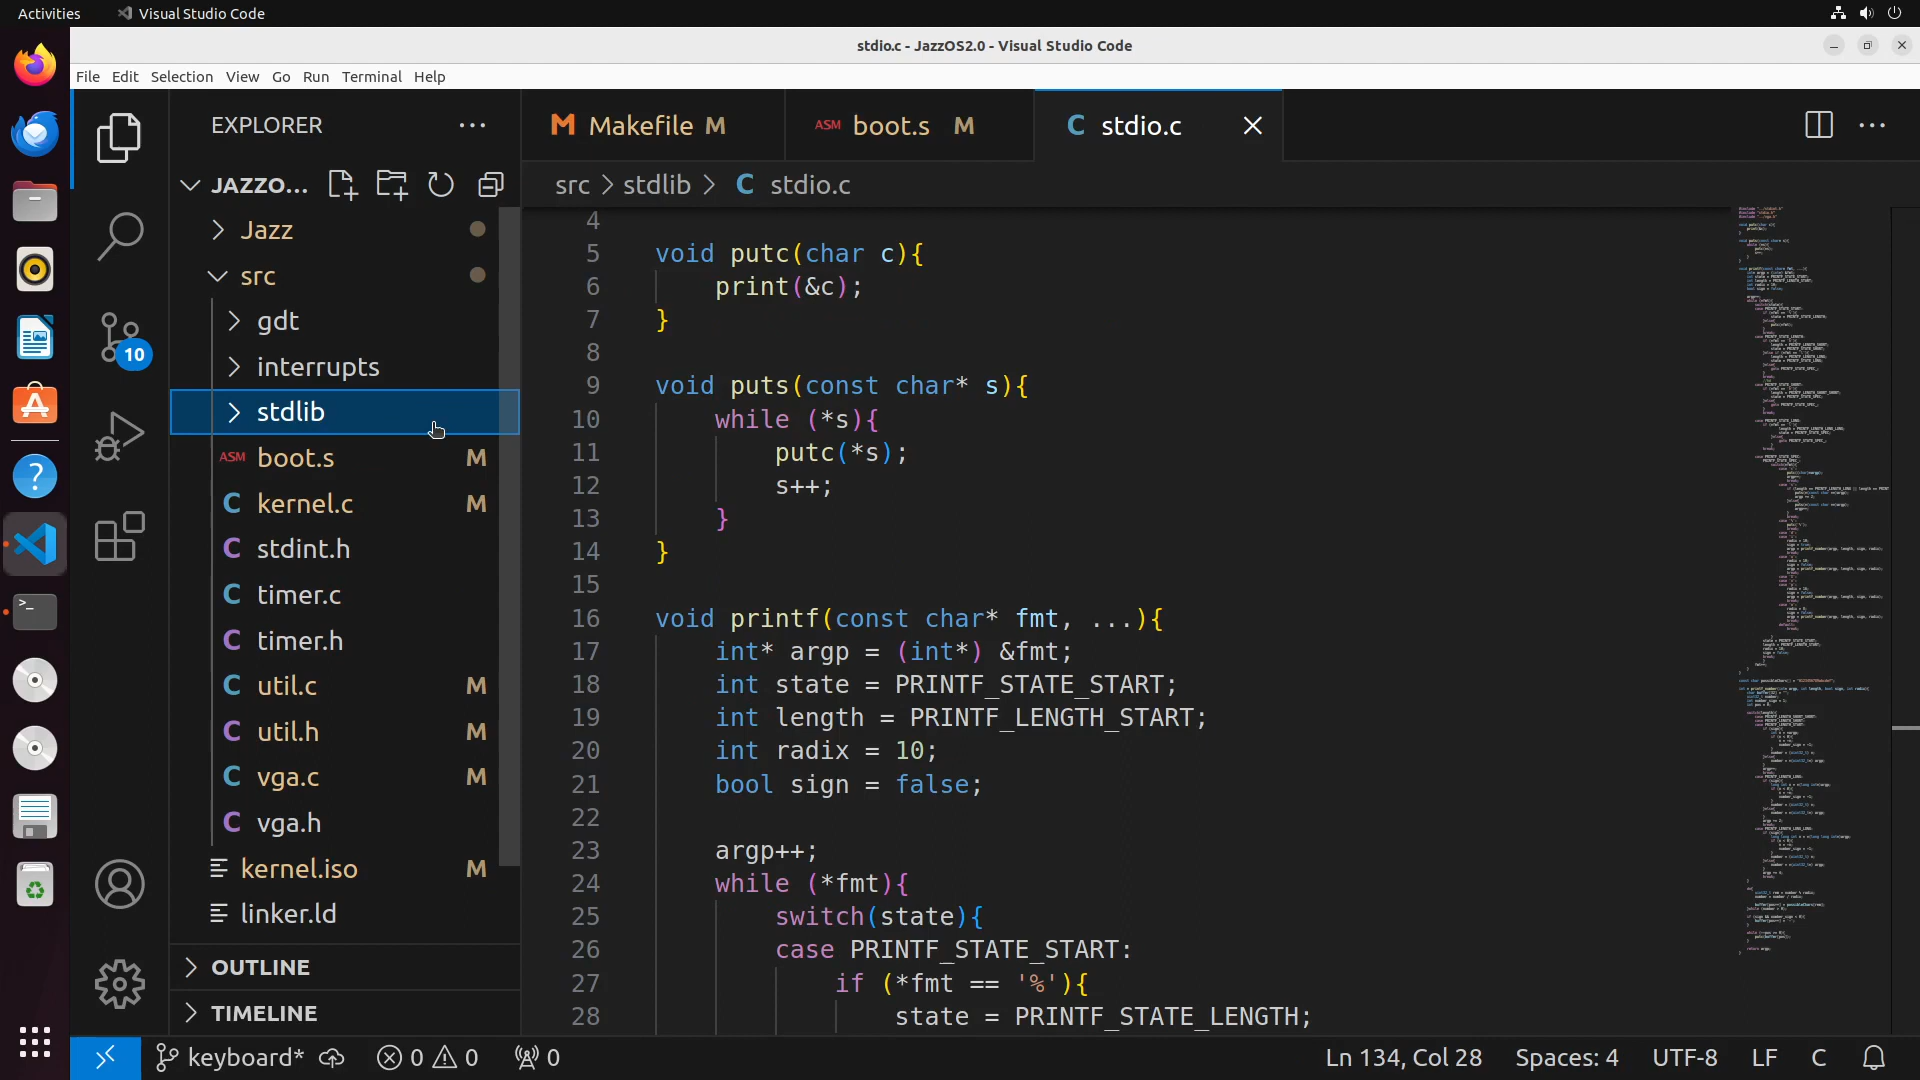 Activities
Visual Studio Code
stdio.c - JazzOS2.0 - Visual Studio Code
File Edit Selection View Go Run Terminal Help
EXPLORER
JAZZO...
Jazz
src
gdt
interrupts
stdlib
ASM boot.s M
C kernel.c M
C stdint.h
C timer.c
C timer.h
C util.c M
C util.h M
C vga.c M
C vga.h
kernel.iso M
linker.ld
OUTLINE
TIMELINE
10
M Makefile M
ASM boot.s M
C stdio.c
src > stdlib > C stdio.c
4
5 void putc(char c){
6 print(&c);
7 }
8
9 void puts(const char* s){
10 while (*s){
11 putc(*s);
12 s++;
13 }
14 }
15
16 void printf(const char* fmt, ...){
17 int* argp = (int*) &fmt;
18 int state = PRINTF_STATE_START;
19 int length = PRINTF_LENGTH_START;
20 int radix = 10;
21 bool sign = false;
22
23 argp++;
24 while (*fmt){
25 switch(state){
26 case PRINTF_STATE_START:
27 if (*fmt == '%'){
28 state = PRINTF_STATE_LENGTH;
keyboard* 0 0 0
Ln 134, Col 28 Spaces: 4 UTF-8 LF C